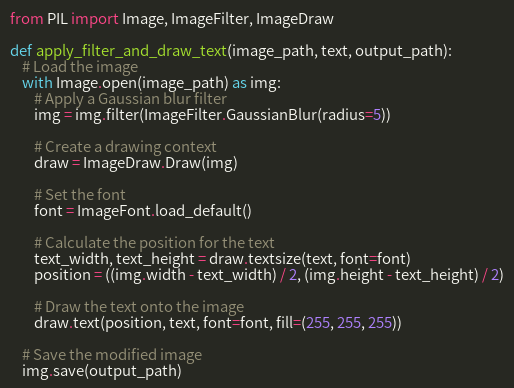 from PIL import Image, ImageFilter, ImageDraw

def apply_filter_and_draw_text(image_path, text, output_path):
    # Load the image
    with Image.open(image_path) as img:
        # Apply a Gaussian blur filter
        img = img.filter(ImageFilter.GaussianBlur(radius=5))

        # Create a drawing context
        draw = ImageDraw.Draw(img)

        # Set the font
        font = ImageFont.load_default()

        # Calculate the position for the text
        text_width, text_height = draw.textsize(text, font=font)
        position = ((img.width - text_width) / 2, (img.height - text_height) / 2)

        # Draw the text onto the image
        draw.text(position, text, font=font, fill=(255, 255, 255))

    # Save the modified image
    img.save(output_path)